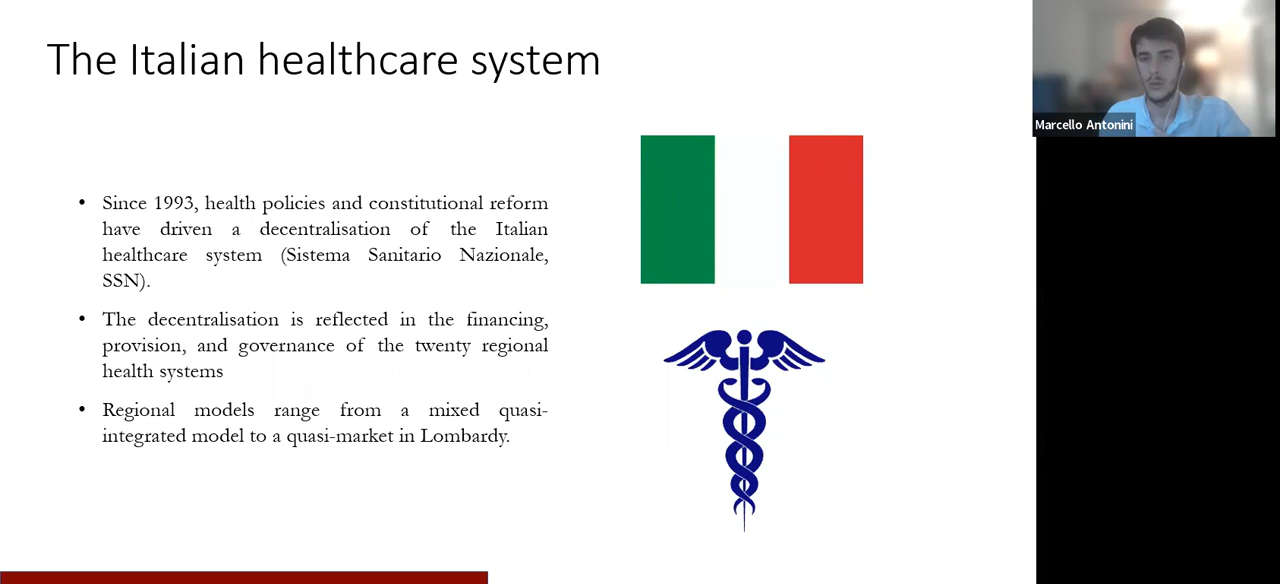 The Italian healthcare system
Marcello Antonini
• Since 1993, health policies and constitutional reform
have driven a decentralisation of the Italian
healthcare system (Sistema Sanitario Nazionale,
SSN).
• The decentralisation is reflected in the financing,
provision, and governance of the twenty regional
health systems
• Regional models range from a mixed quasi-
integrated model to a quasi-market in Lombardy.